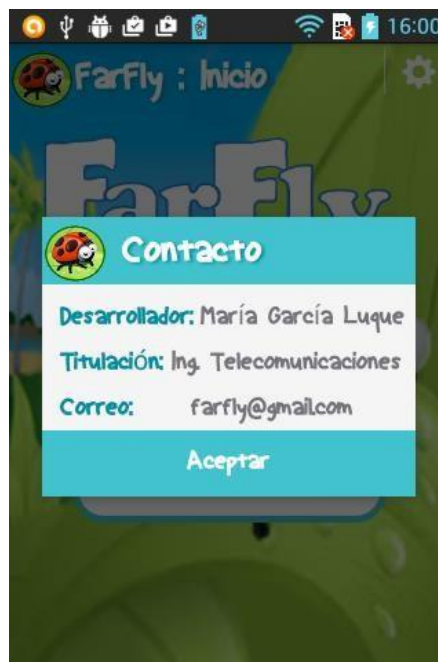 16:00
FarFly : Inicio
FarFly
Contacto
Desarrollador: María García Luque
Titulación: Ing. Telecomunicaciones
Correo: farfly@gmail.com
Aceptar